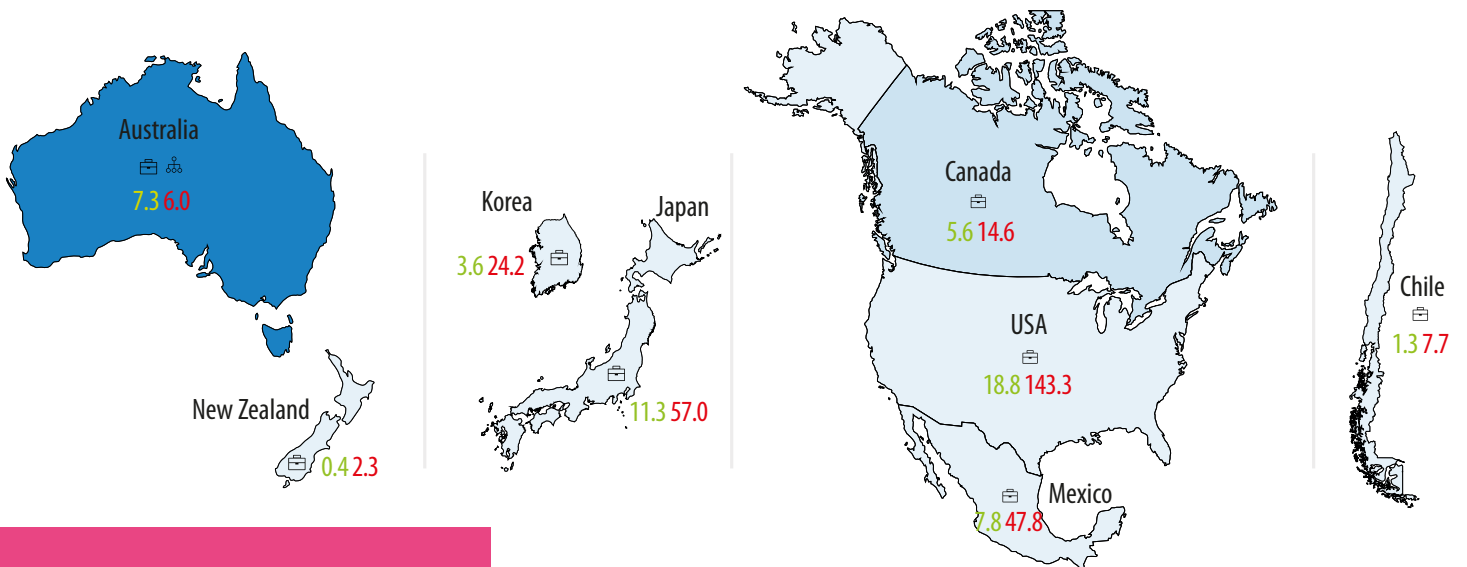 Australia
7.3 6.0
New Zealand
0.4 2.3
Korea
3.6 24.2
Japan
11.3 57.0
Canada
5.6 14.6
USA
18.8 143.3
Mexico
7.8 47.8
Chile
1.3 7.7